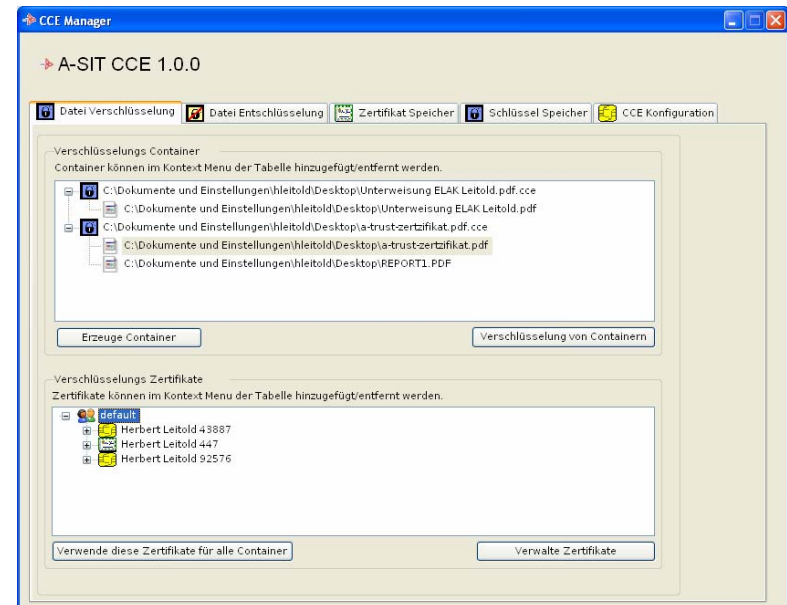 CCE Manager
A-SIT CCE 1.0.0
Datei Verschlüsselung Datei Entschlüsselung Zertifikat Speicher Schlüssel Speicher CCE Konfiguration
Verschlüsselungs Container
Container können im Kontext Menu der Tabelle hinzugefügt/entfernt werden.
C:\Dokumente und Einstellungen\hleitold\Desktop\Unterweisung ELAK Leitold.pdf.cce
C:\Dokumente und Einstellungen\hleitold\Desktop\Unterweisung ELAK Leitold.pdf
C:\Dokumente und Einstellungen\hleitold\Desktop\a-trust-zertzifikat.pdf.cce
C:\Dokumente und Einstellungen\hleitold\Desktop\a-trust-zertzifikat.pdf
C:\Dokumente und Einstellungen\hleitold\Desktop\REPORT1.PDF
Erzeuge Container Verschlüsselung von Containern
Verschlüsselungs Zertifikate
Zertifikate können im Kontext Menu der Tabelle hinzugefügt/entfernt werden.
default
Herbert Leitold 43887
Herbert Leitold 447
Herbert Leitold 92576
Verwende diese Zertifikate für alle Container Verwalte Zertifikate